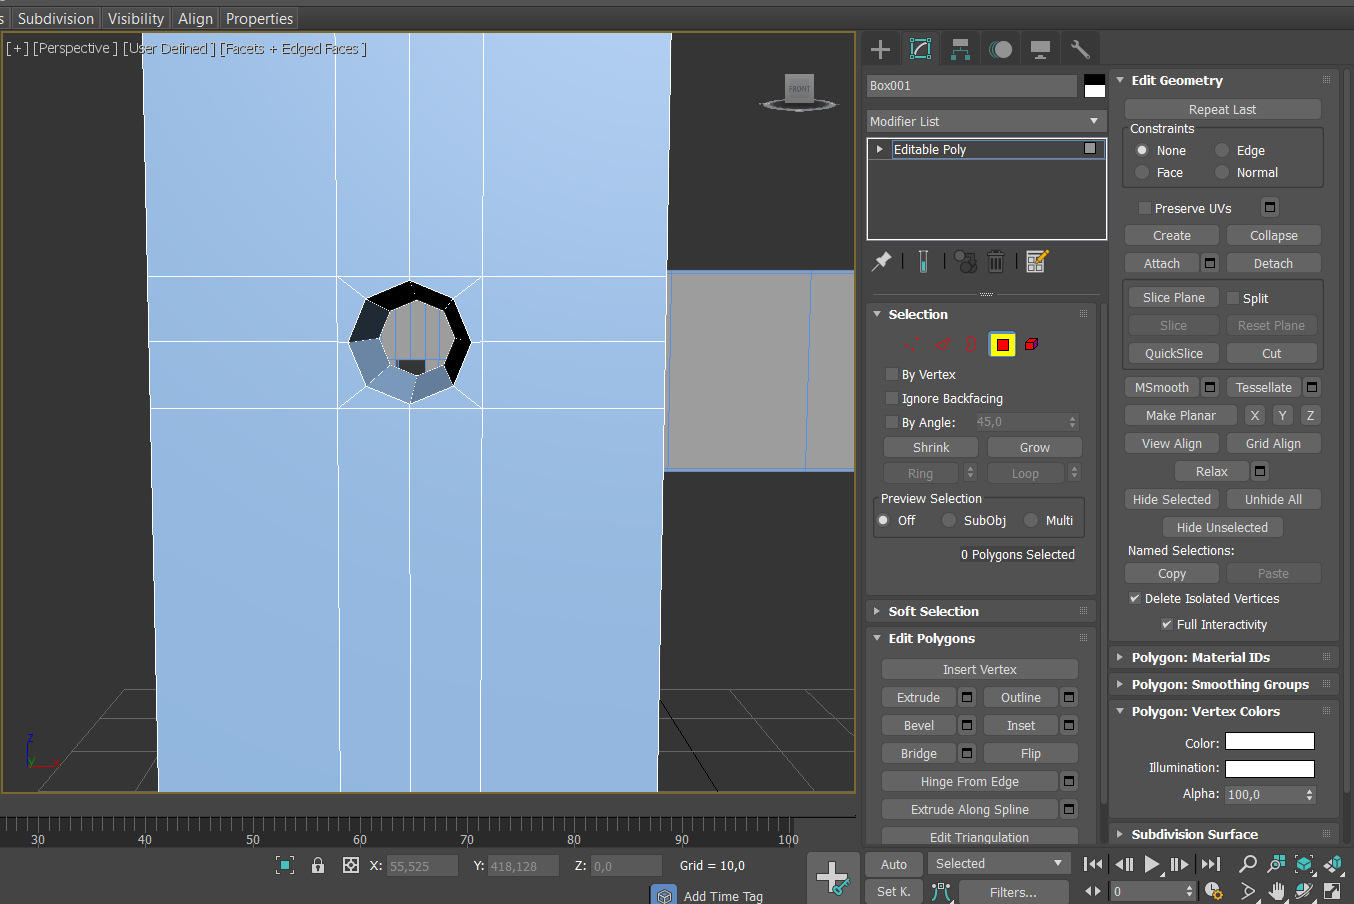 s Subdivision Visibility Align Properties
[ + ] [Perspective ] [User Defined ] [Facets + Edged Faces ]
FRONT
z
y
Box001
Modifier List
Editable Poly
Selection
By Vertex
Ignore Backfacing
By Angle: 45,0
Shrink Grow
Ring Loop
Preview Selection
Off SubObj Multi
0 Polygons Selected
Soft Selection
Edit Polygons
Insert Vertex
Extrude Outline
Bevel Inset
Bridge Flip
Hinge From Edge
Extrude Along Spline
Edit Triangulation
Edit Geometry
Repeat Last
Constraints
None Edge
Face Normal
Preserve UVs
Create Collapse
Attach Detach
Slice Plane Split
Slice Reset Plane
QuickSlice Cut
MSmooth Tessellate
Make Planar X Y Z
View Align Grid Align
Relax
Hide Selected Unhide All
Hide Unselected
Named Selections:
Copy Paste
Delete Isolated Vertices
Full Interactivity
Polygon: Material IDs
Polygon: Smoothing Groups
Polygon: Vertex Colors
Color:
Illumination:
Alpha: 100,0
Subdivision Surface
30 40 50 60 70 80 90 100
X: 55,525 Y: 418,128 Z: 0,0 Grid = 10,0
Add Time Tag
Auto Selected
Set K. Filters...
0